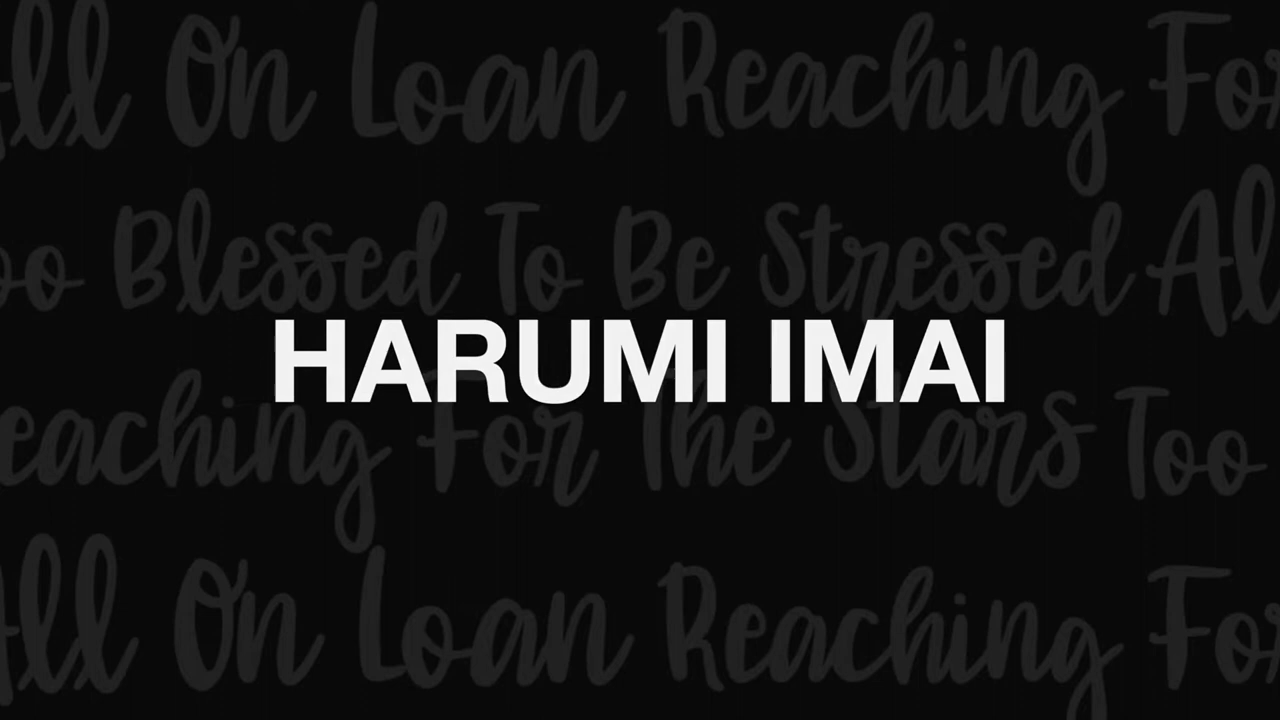 All On Loan Reaching For
Too Blessed To Be Stressed All
HARUMI IMAI
Reaching For The Stars Too
All On Loan Reaching For